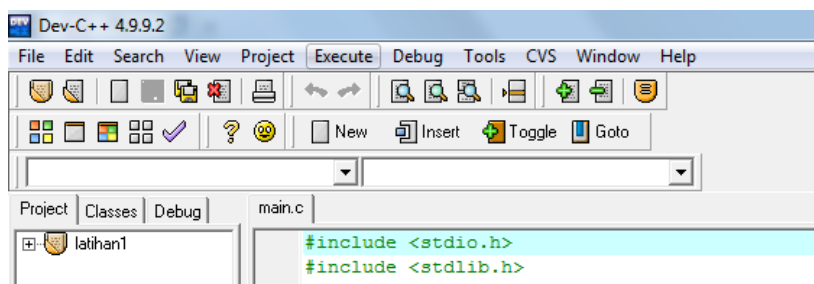 Dev-C++ 4.9.9.2
File Edit Search View Project Execute Debug Tools CVS Window Help
New Insert Toggle Goto
Project Classes Debug main.c
latihan1 #include <stdio.h>
#include <stdlib.h>